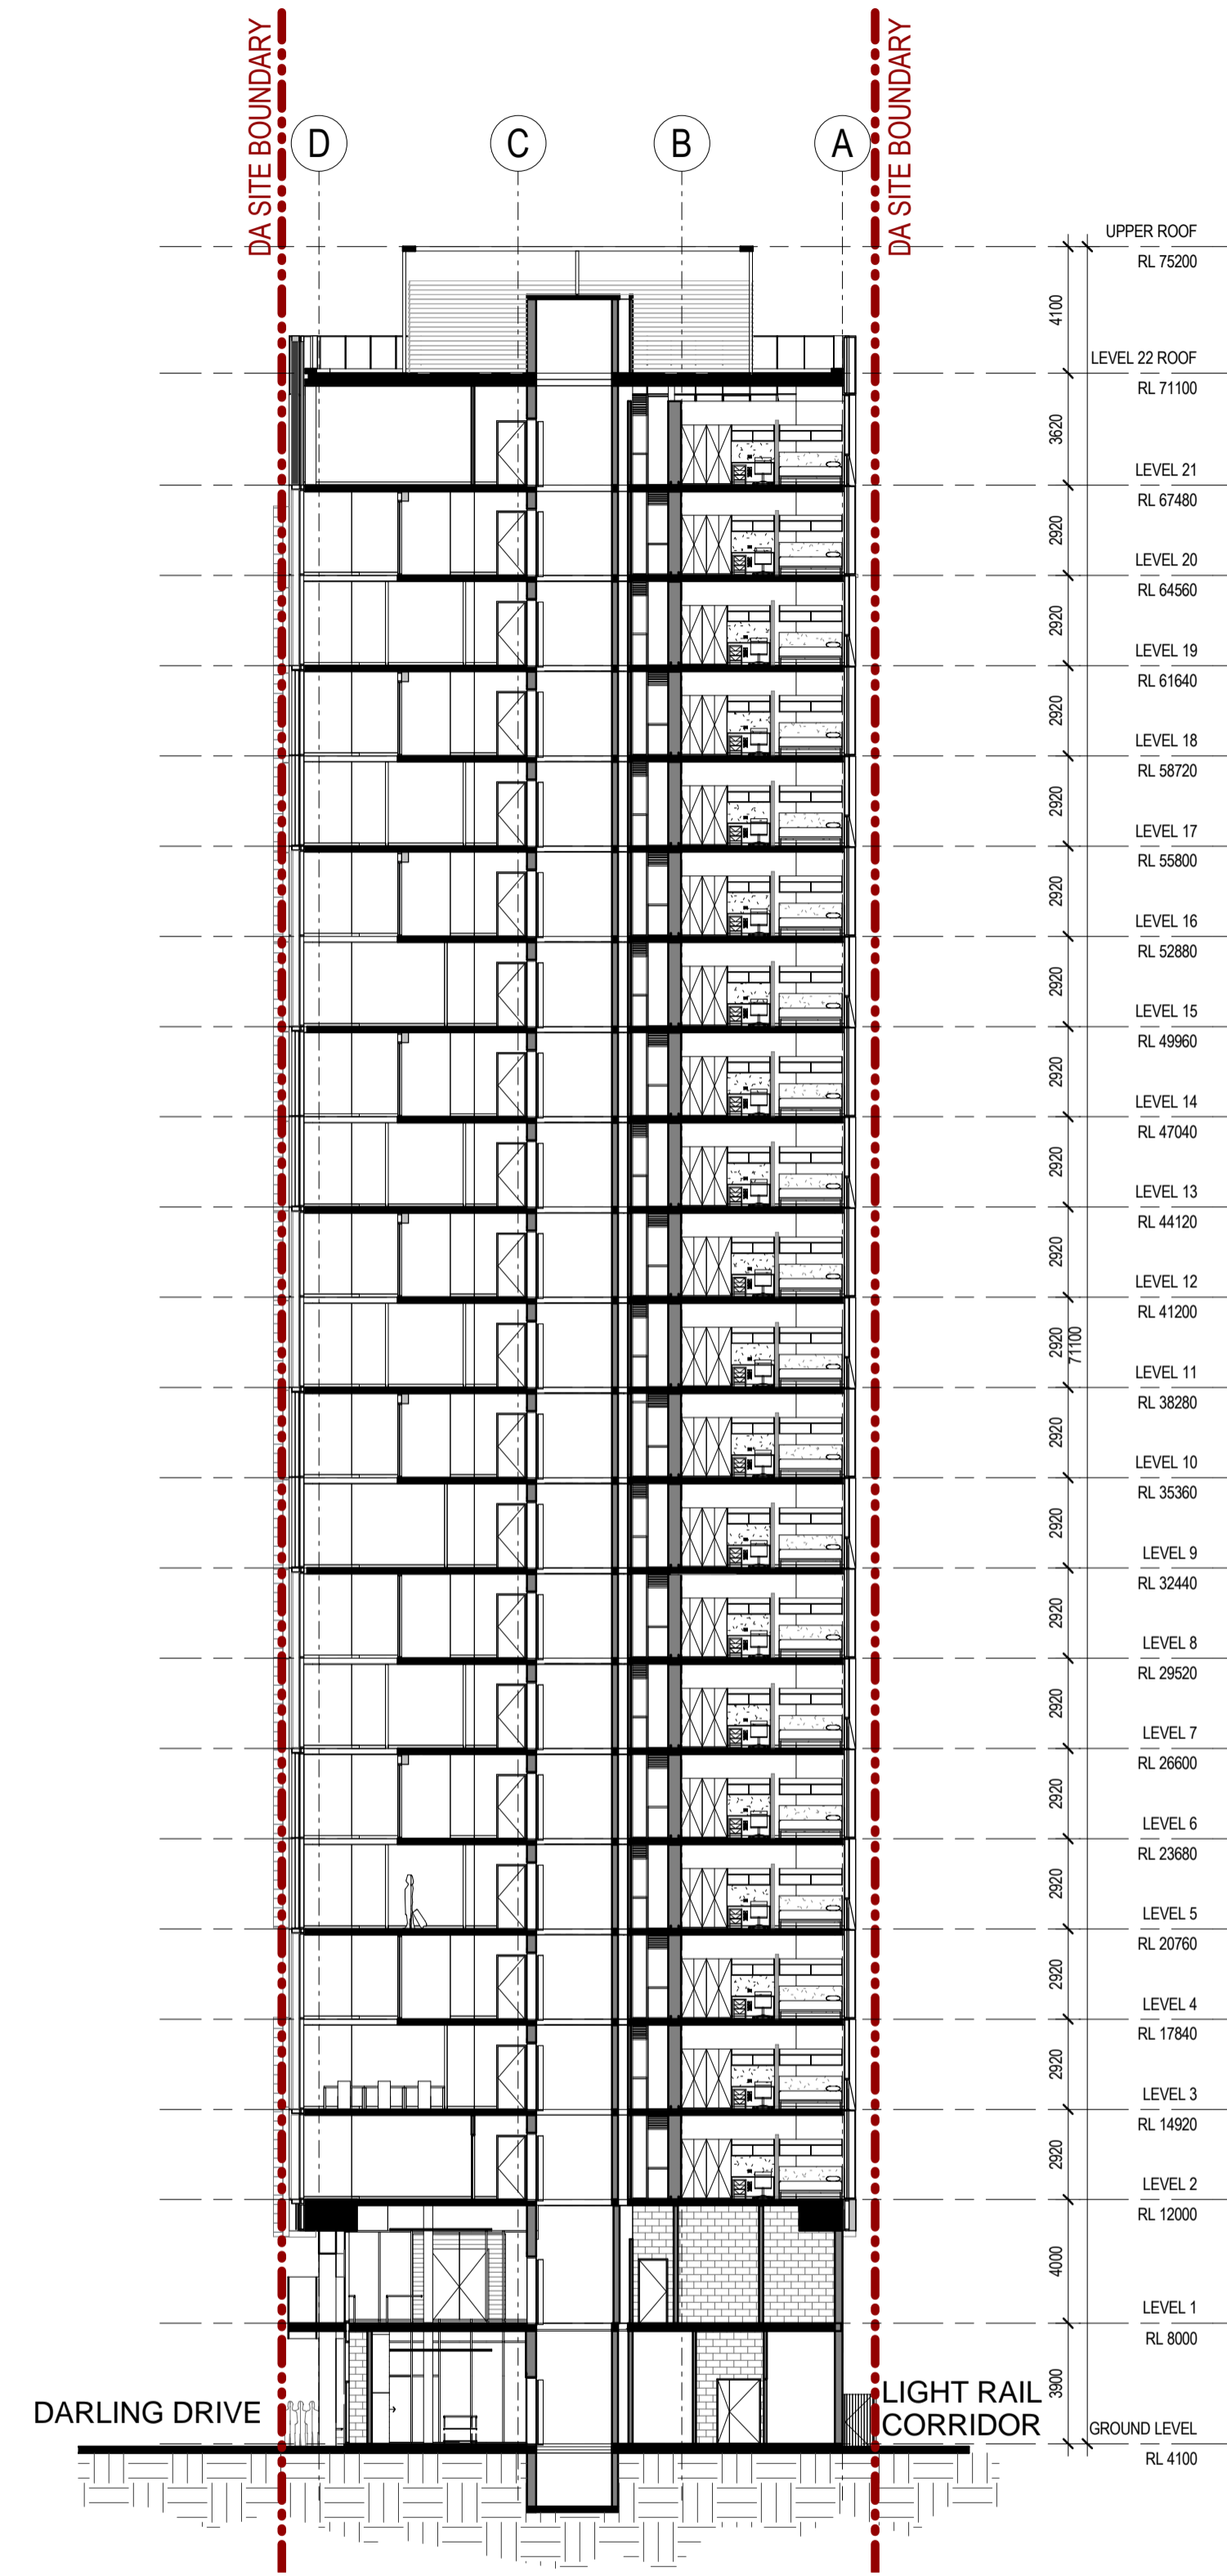 DA SITE BOUNDARY
DA SITE BOUNDARY
D
C
B
A
UPPER ROOF
RL 75200
4100
LEVEL 22 ROOF
RL 71100
3620
LEVEL 21
RL 67480
2920
LEVEL 20
RL 64560
2920
LEVEL 19
RL 61640
2920
LEVEL 18
RL 58720
2920
LEVEL 17
RL 55800
2920
LEVEL 16
RL 52880
2920
LEVEL 15
RL 49960
2920
LEVEL 14
RL 47040
2920
LEVEL 13
RL 44120
2920
LEVEL 12
RL 41200
2920
71100
LEVEL 11
RL 38280
2920
LEVEL 10
RL 35360
2920
LEVEL 9
RL 32440
2920
LEVEL 8
RL 29520
2920
LEVEL 7
RL 26600
2920
LEVEL 6
RL 23680
2920
LEVEL 5
RL 20760
2920
LEVEL 4
RL 17840
2920
LEVEL 3
RL 14920
2920
LEVEL 2
RL 12000
4000
LEVEL 1
RL 8000
3900
DARLING DRIVE
LIGHT RAIL
CORRIDOR
GROUND LEVEL
RL 4100